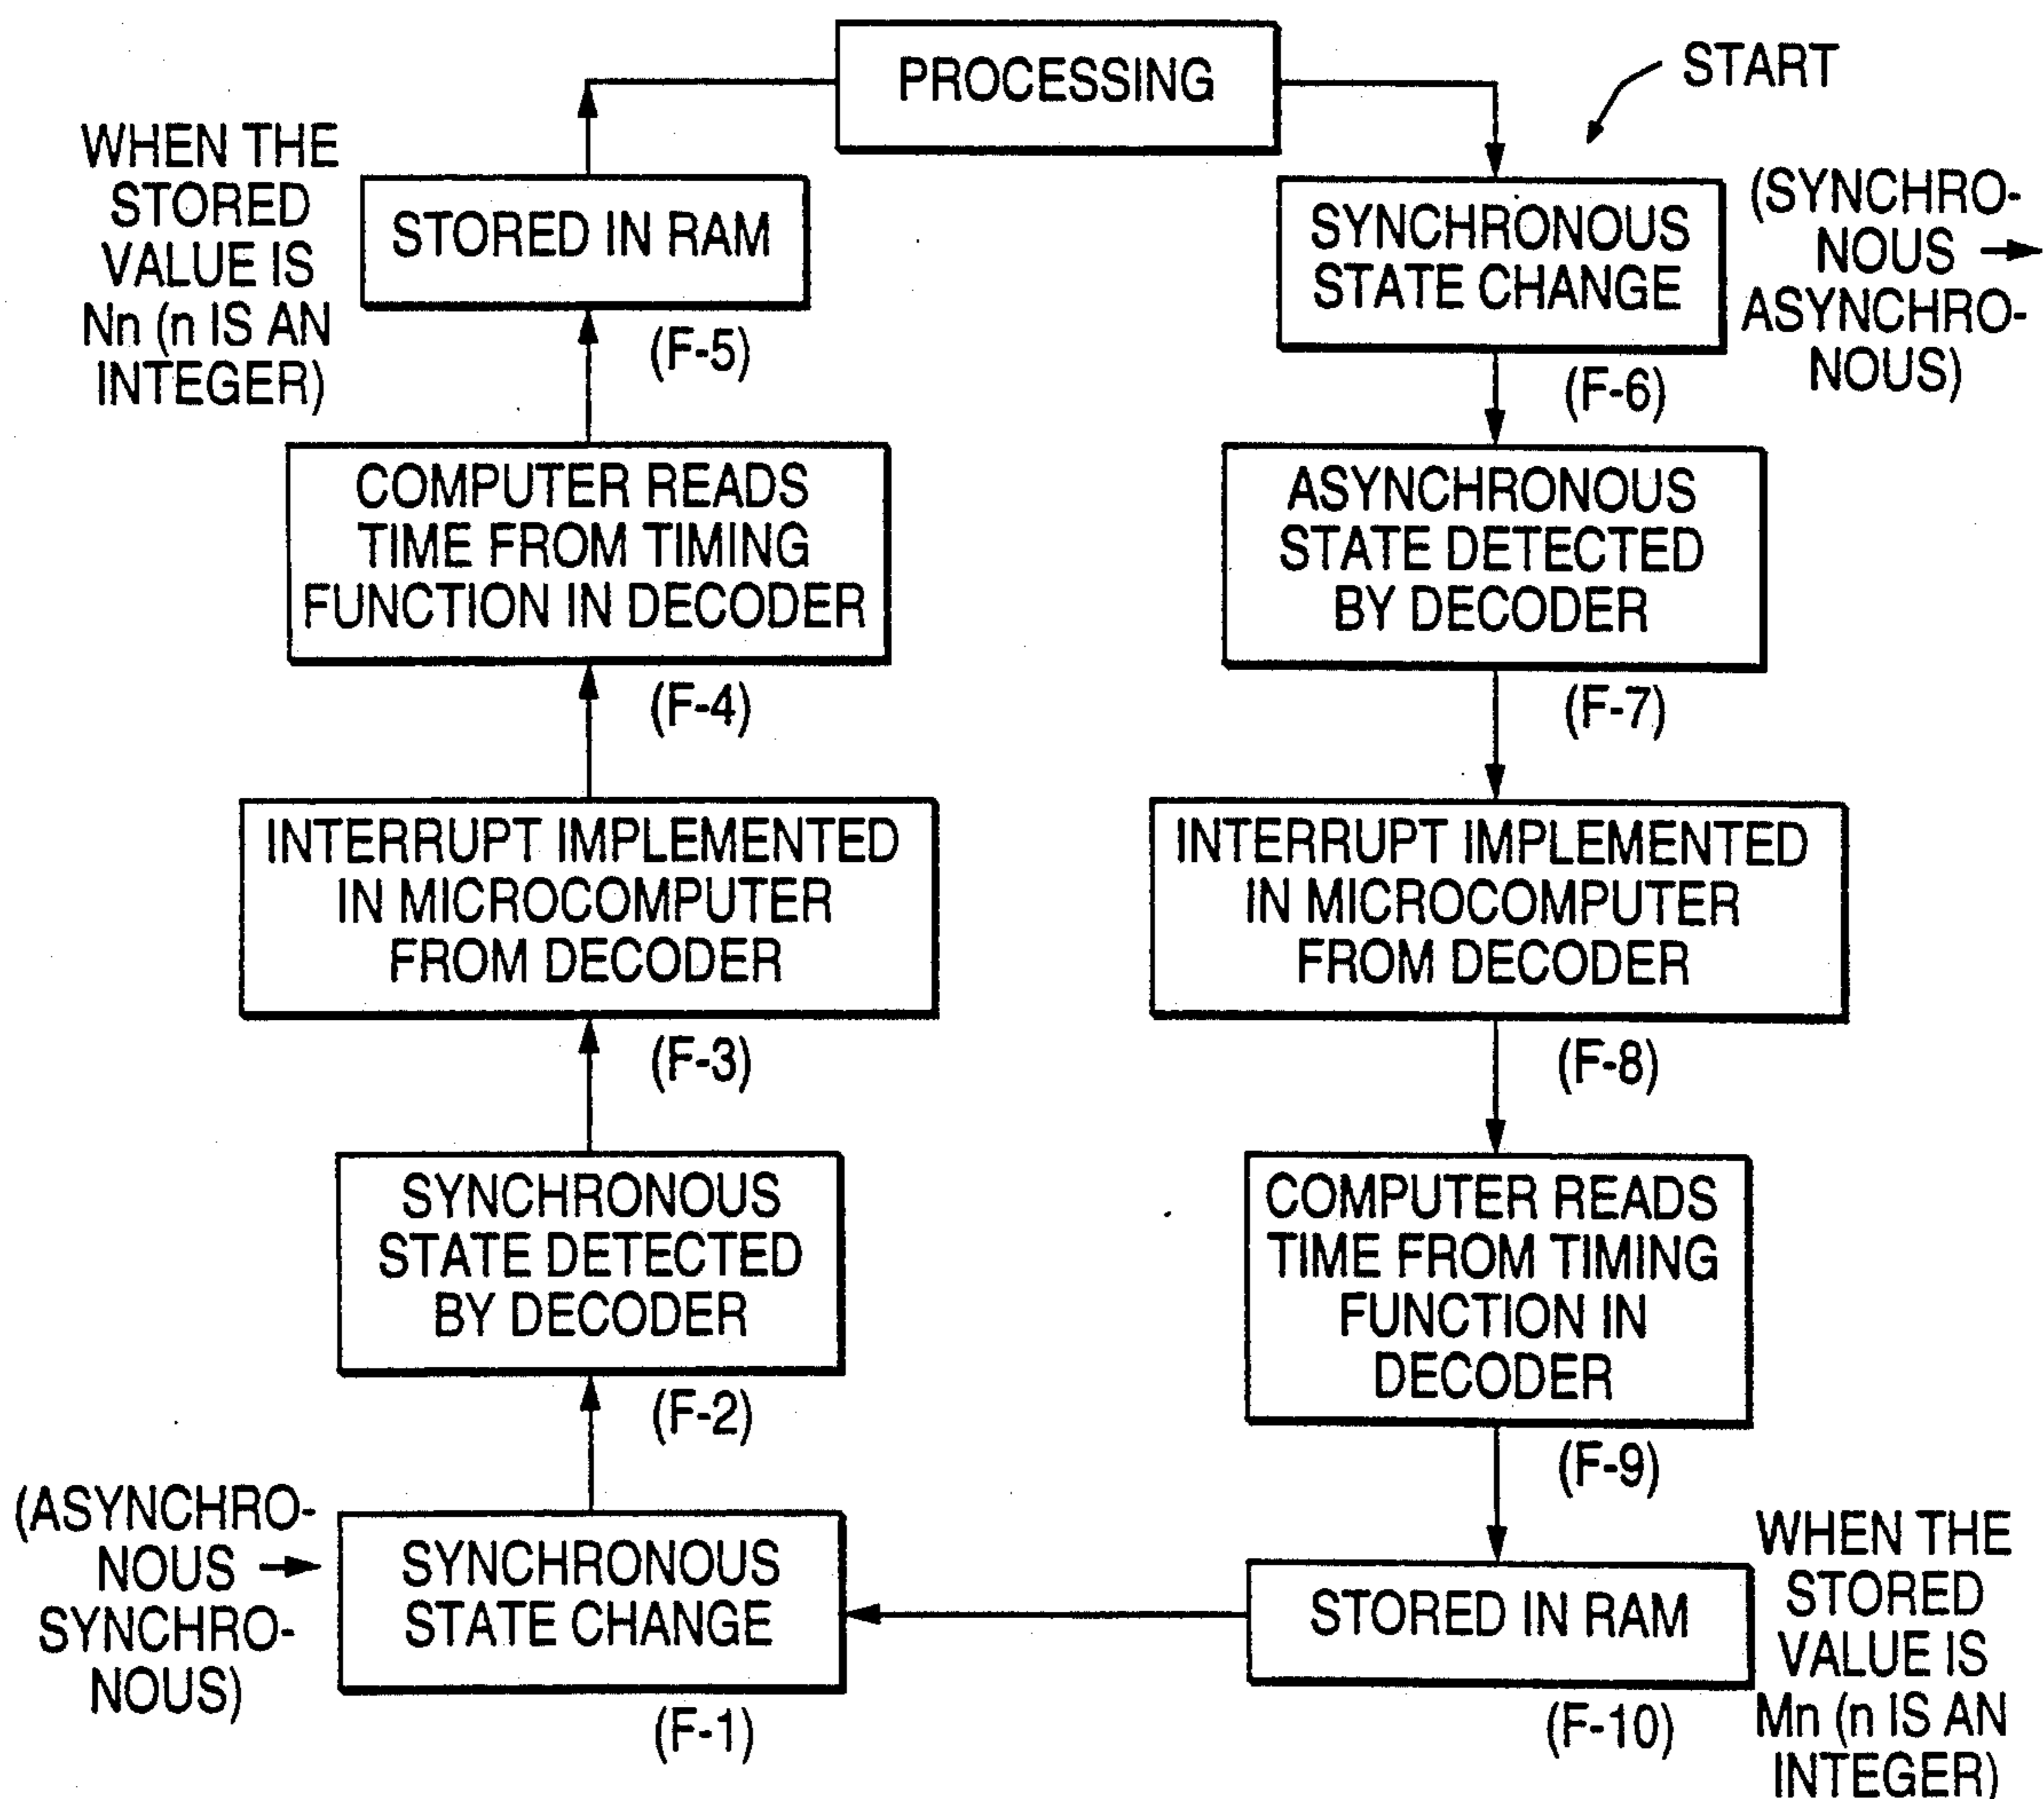 PROCESSING
START
WHEN THE
STORED
VALUE IS
Nn (n IS AN
INTEGER)
STORED IN RAM
(F-5)
SYNCHRONOUS
STATE CHANGE
(F-6)
(SYNCHRO-
NOUS →
ASYNCHRO-
NOUS)
COMPUTER READS
TIME FROM TIMING
FUNCTION IN DECODER
(F-4)
ASYNCHRONOUS
STATE DETECTED
BY DECODER
(F-7)
INTERRUPT IMPLEMENTED
IN MICROCOMPUTER
FROM DECODER
(F-3)
INTERRUPT IMPLEMENTED
IN MICROCOMPUTER
FROM DECODER
(F-8)
SYNCHRONOUS
STATE DETECTED
BY DECODER
(F-2)
COMPUTER READS
TIME FROM TIMING
FUNCTION IN
DECODER
(F-9)
(ASYNCHRO-
NOUS →
SYNCHRO-
NOUS)
SYNCHRONOUS
STATE CHANGE
(F-1)
STORED IN RAM
(F-10)
WHEN THE
STORED
VALUE IS
Mn (n IS AN
INTEGER)